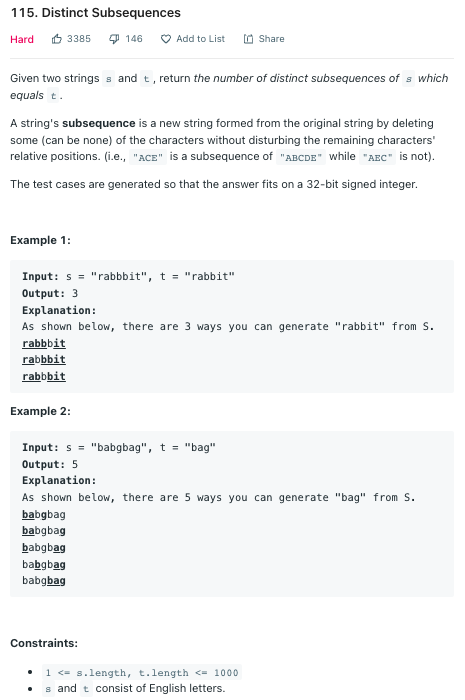 115. Distinct Subsequences
Hard 3385 146 Add to List Share
Given two strings s and t , return the number of distinct subsequences of s which
equals t .
A string's subsequence is a new string formed from the original string by deleting
some (can be none) of the characters without disturbing the remaining characters'
relative positions. (i.e., "ACE" is a subsequence of "ABCDE" while "AEC" is not).
The test cases are generated so that the answer fits on a 32-bit signed integer.
Example 1:
Input: s = "rabbbit", t = "rabbit"
Output: 3
Explanation:
As shown below, there are 3 ways you can generate "rabbit" from S.
rabbbit
rabbbit
rabbbit
Example 2:
Input: s = "babgbag", t = "bag"
Output: 5
Explanation:
As shown below, there are 5 ways you can generate "bag" from S.
babgbag
babgbag
babgbag
babgbag
babgbag
Constraints:
• 1 <= s.length, t.length <= 1000
• s and t consist of English letters.